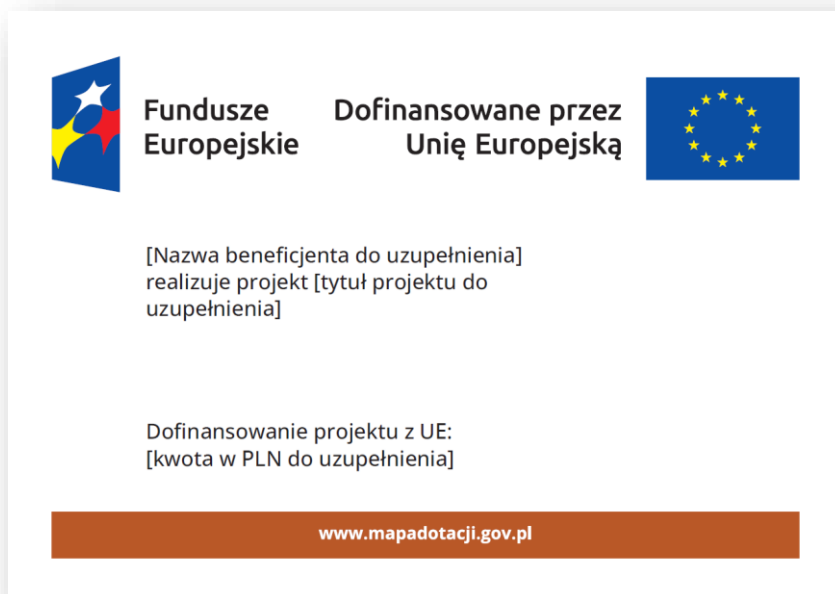 Fundusze
Europejskie
Dofinansowane przez
Unię Europejską
[Nazwa beneficjenta do uzupełnienia]
realizuje projekt [tytuł projektu do
uzupełnienia]
Dofinansowanie projektu z UE:
[kwota w PLN do uzupełnienia]
www.mapadotacji.gov.pl